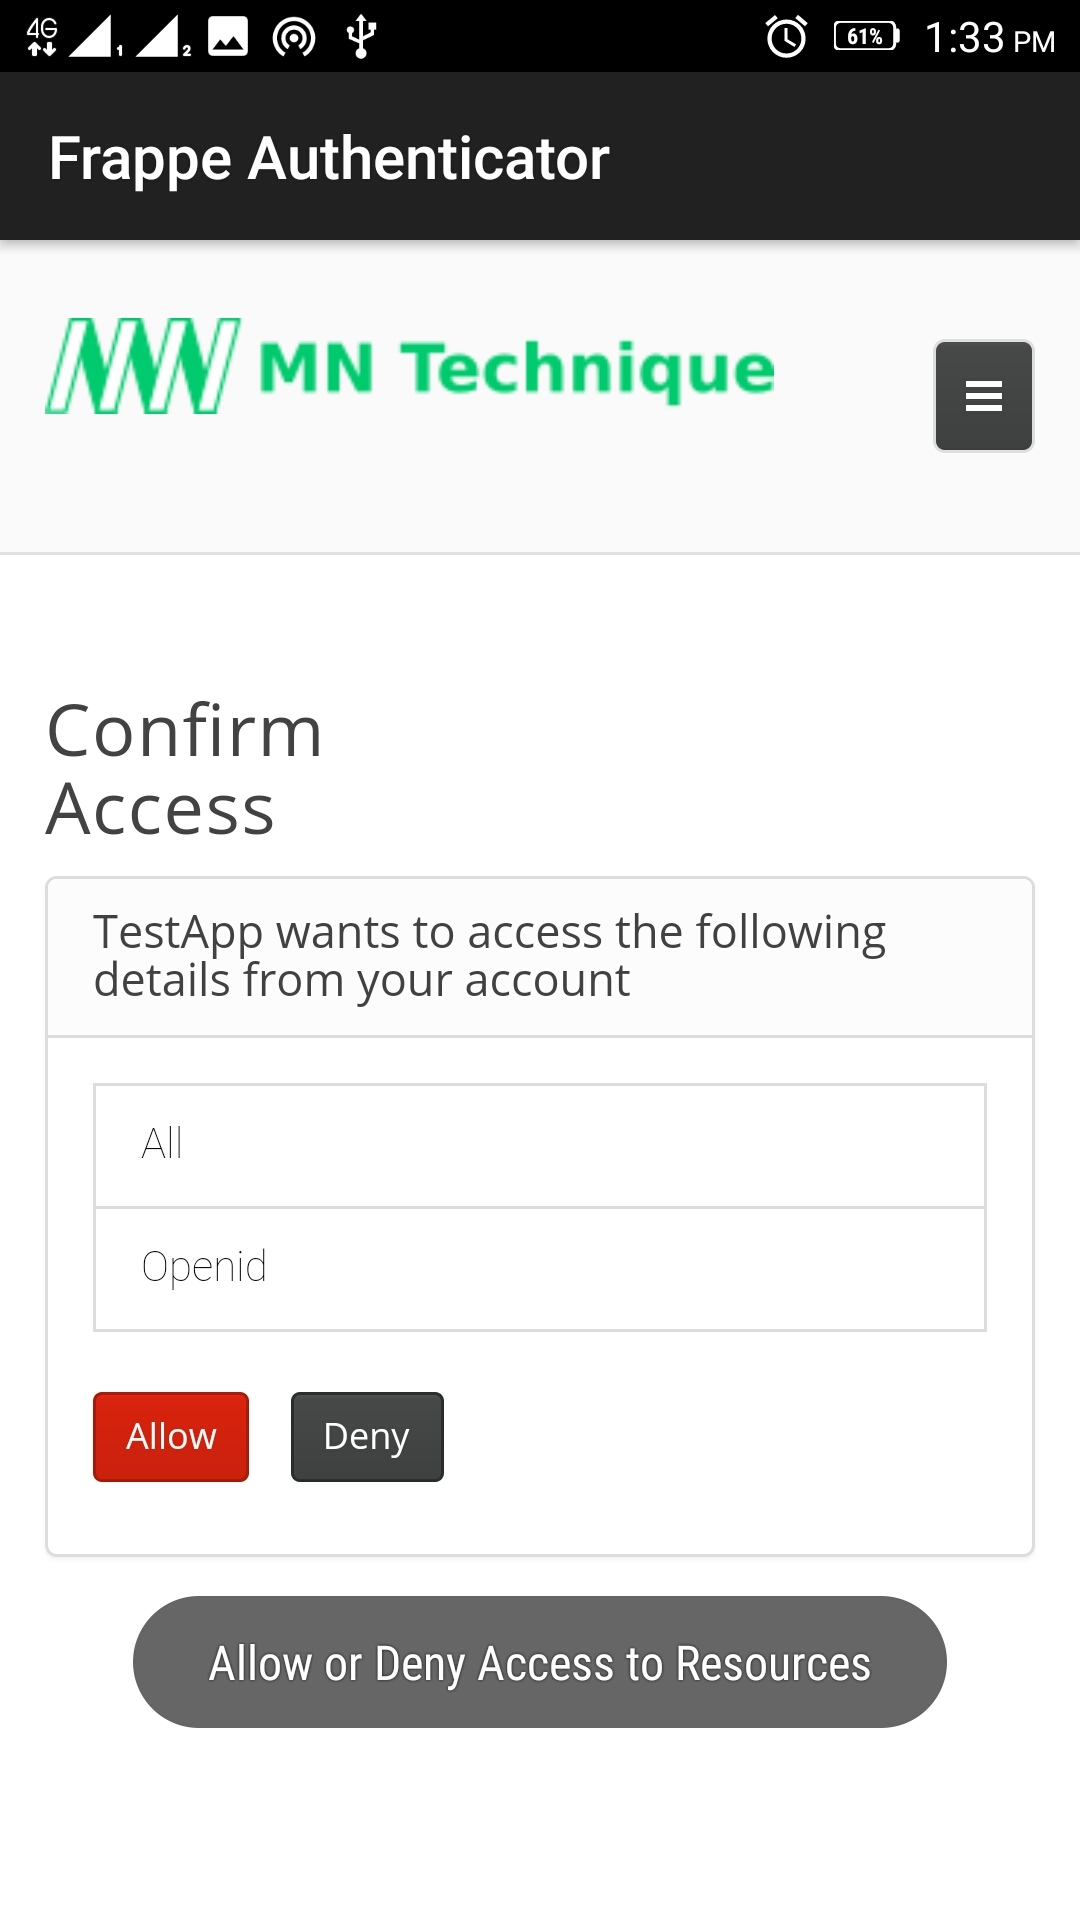 4G 1 2 61% 1:33 PM
Frappe Authenticator
MN Technique
Confirm
Access
TestApp wants to access the following
details from your account
All
Openid
Allow Deny
Allow or Deny Access to Resources